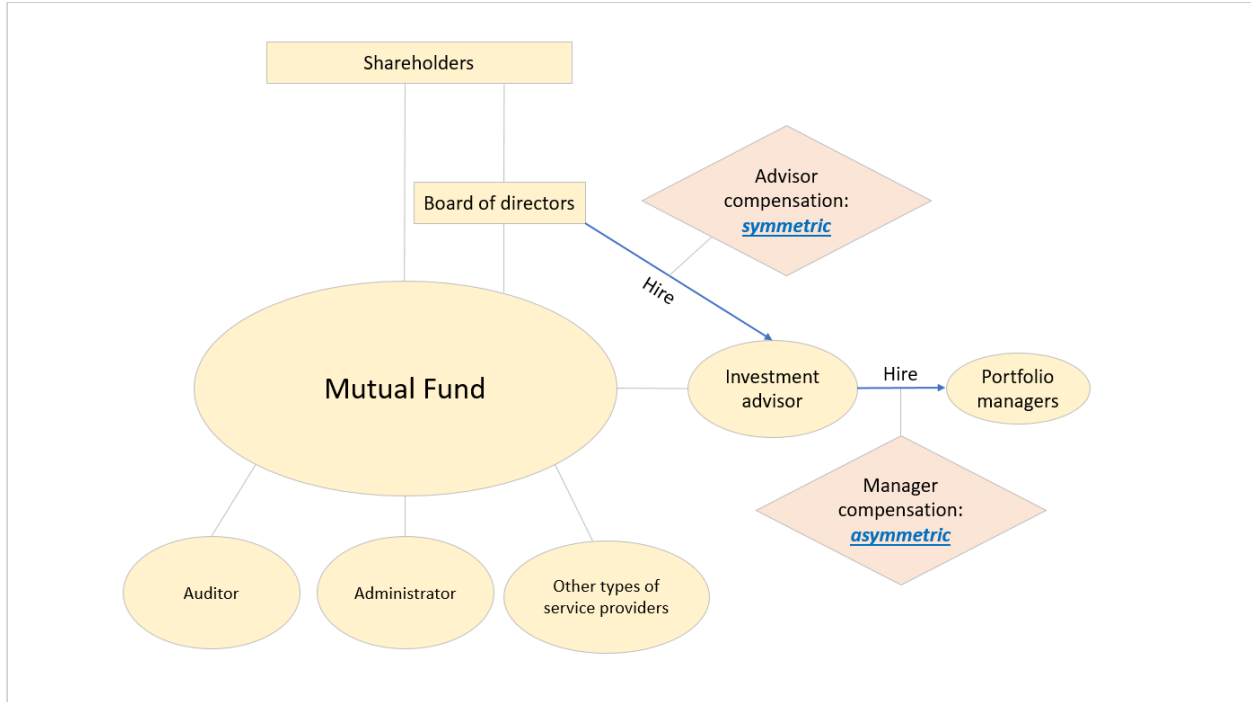 Shareholders
Board of directors
Advisor
compensation:
symmetric
Hire
Mutual Fund
Investment
advisor
Hire
Portfolio
managers
Manager
compensation:
asymmetric
Auditor
Administrator
Other types of
service providers